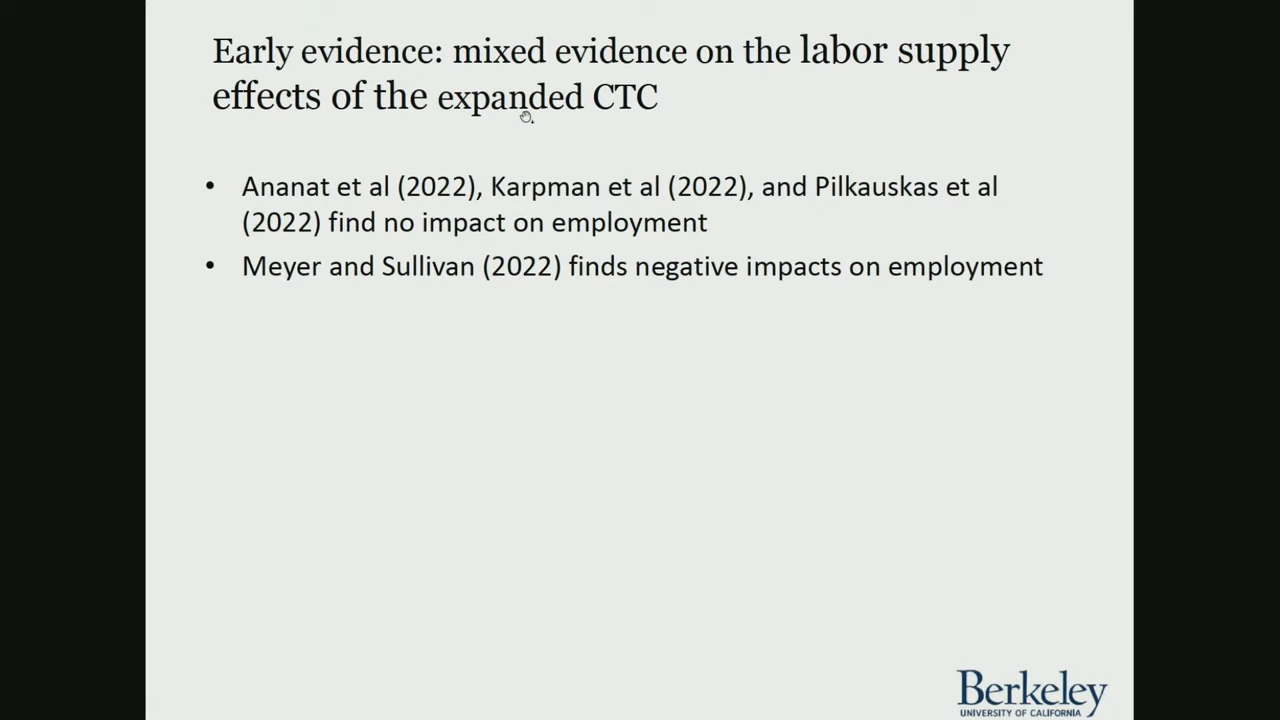 Early evidence: mixed evidence on the labor supply
effects of the expanded CTC
• Ananat et al (2022), Karpman et al (2022), and Pilkauskas et al
(2022) find no impact on employment
• Meyer and Sullivan (2022) finds negative impacts on employment
Berkeley
UNIVERSITY OF CALIFORNIA